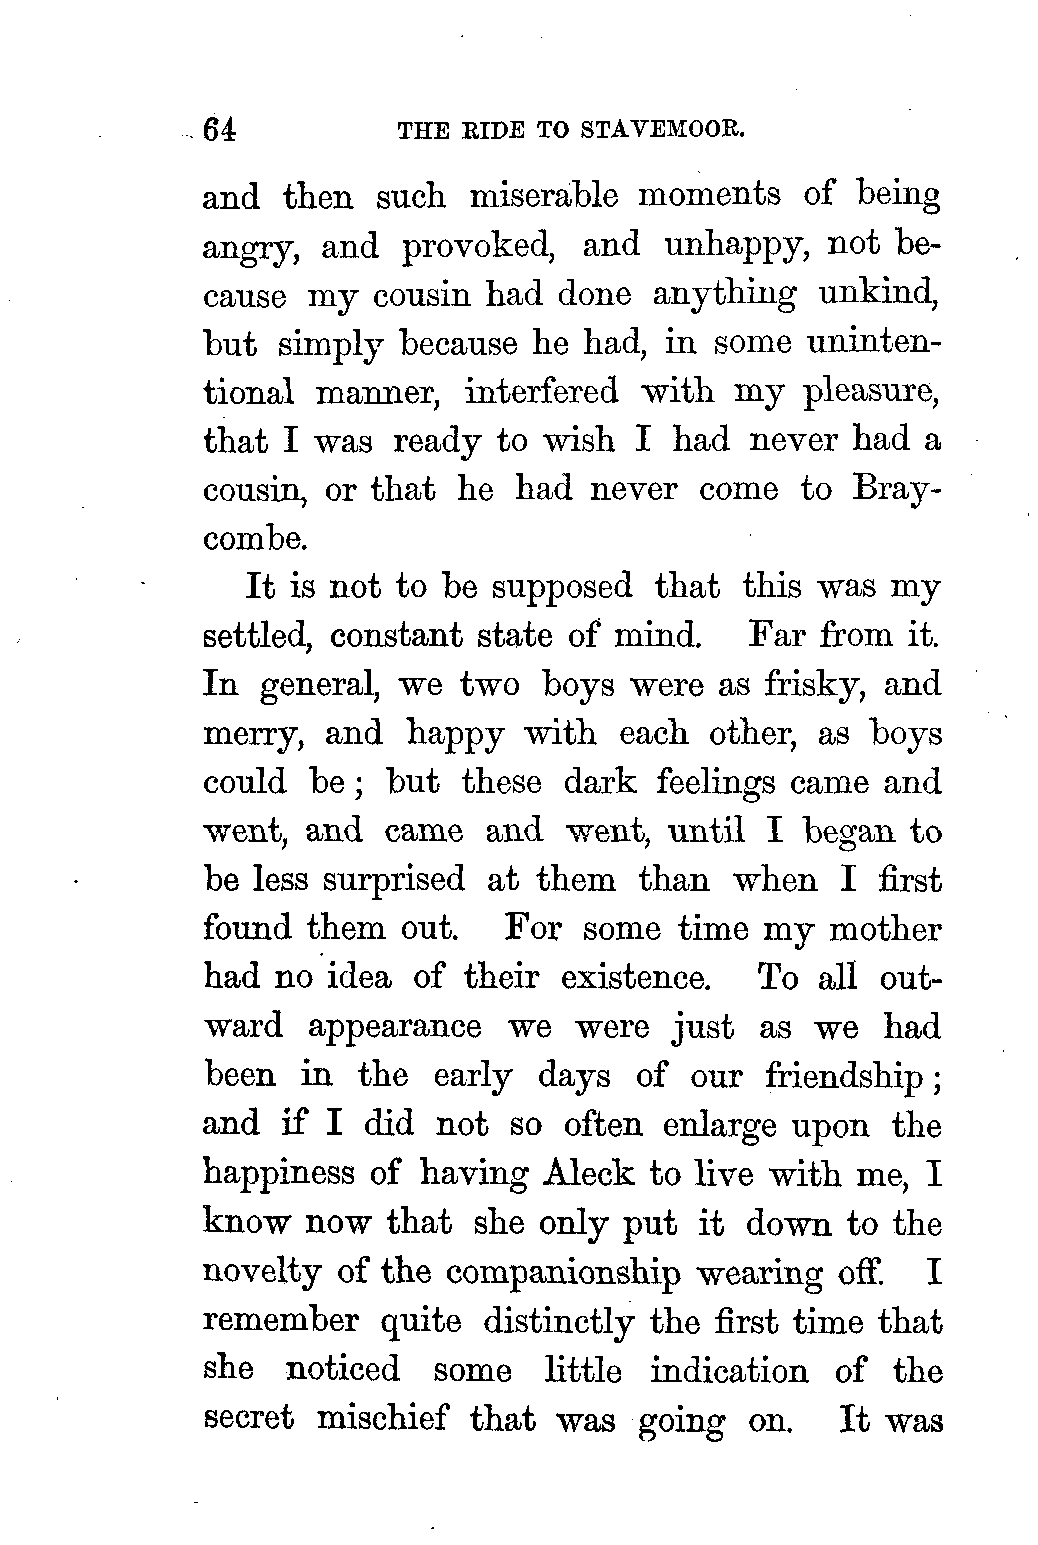 64 THE RIDE TO STAVEMOOR.
and then such miserable moments of being
angry, and provoked, and unhappy, not be-
cause my cousin had done anything unkind,
but simply because he had, in some uninten-
tional manner, interfered with my pleasure,
that I was ready to wish I had never had a
cousin, or that he had never come to Bray-
combe.
It is not to be supposed that this was my
settled, constant state of mind. Far from it.
In general, we two boys were as frisky, and
merry, and happy with each other, as boys
could be; but these dark feelings came and
went, and came and went, until I began to
be less surprised at them than when I first
found them out. For some time my mother
had no idea of their existence. To all out-
ward appearance we were just as we had
been in the early days of our friendship;
and if I did not so often enlarge upon the
happiness of having Aleck to live with me, I
know now that she only put it down to the
novelty of the companionship wearing off. I
remember quite distinctly the first time that
she noticed some little indication of the
secret mischief that was going on. It was